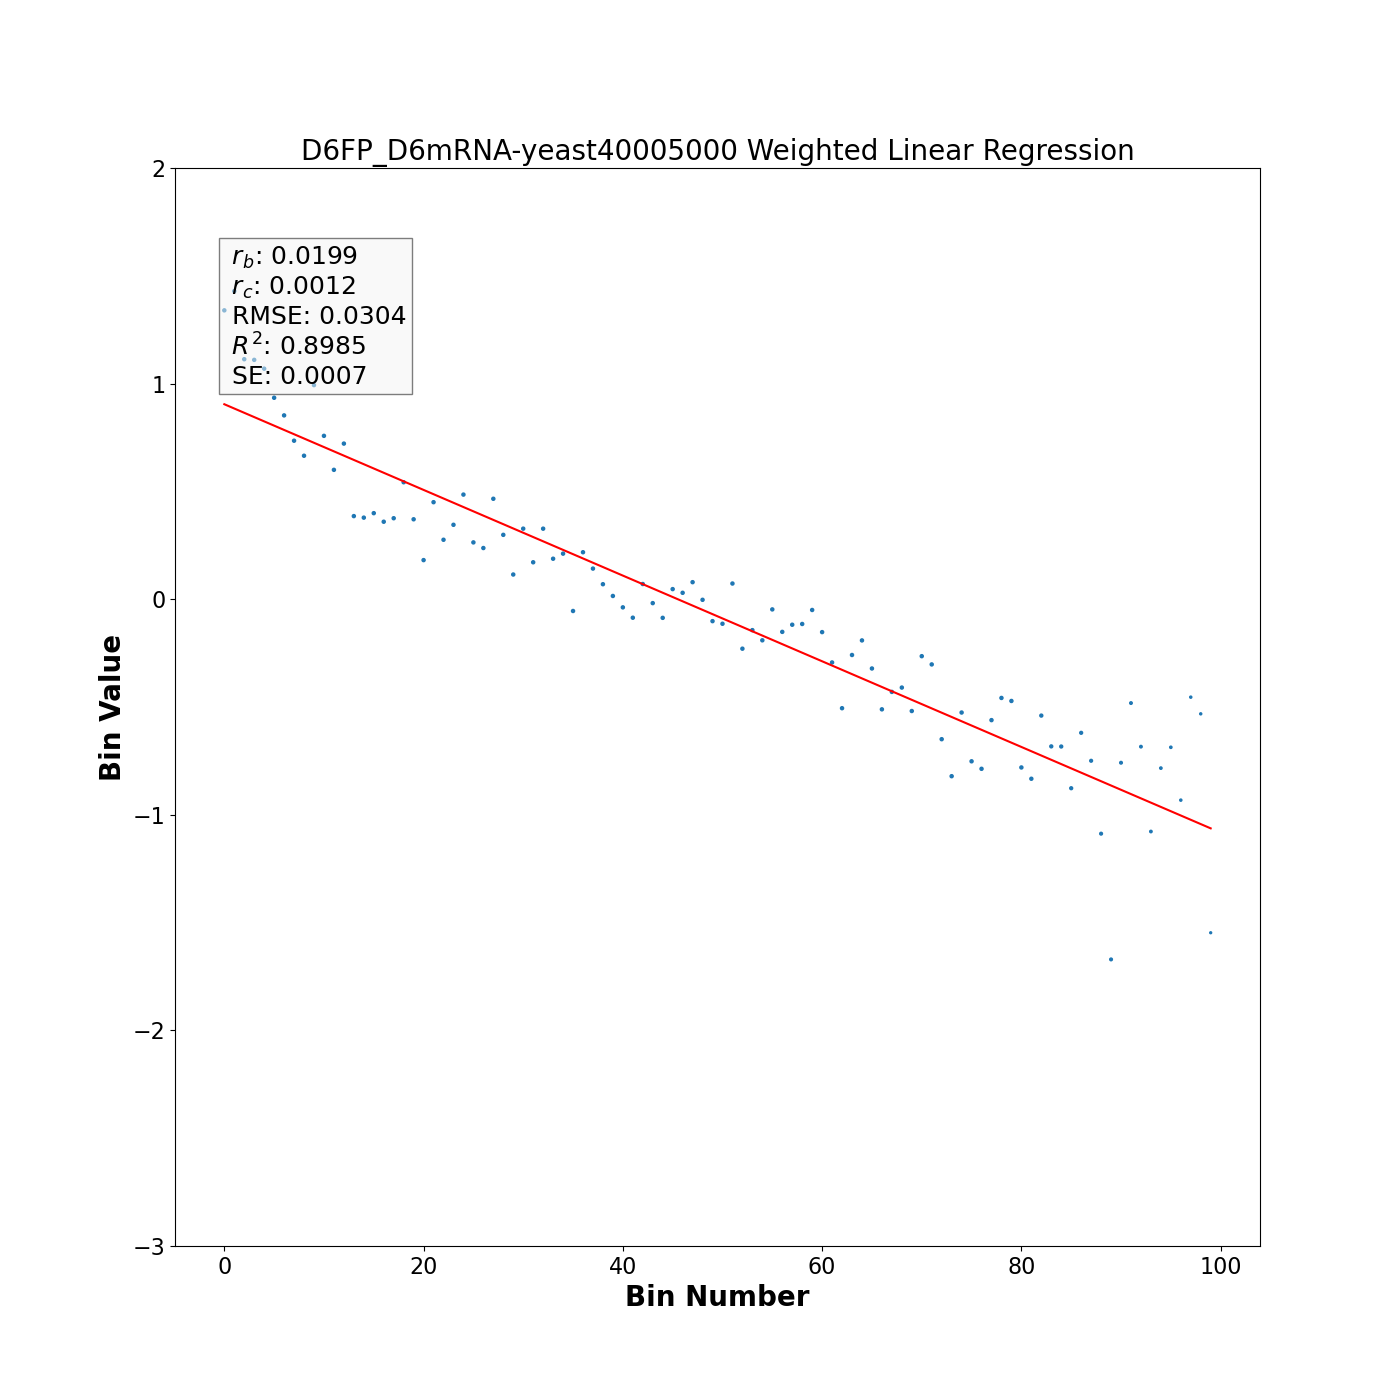 D6FP_D6mRNA-yeast40005000 Weighted Linear Regression
2
1
0
−1
−2
−3
r_b: 0.0199
r_c: 0.0012
RMSE: 0.0304
R²: 0.8985
SE: 0.0007
Bin Value
0 20 40 60 80 100
Bin Number